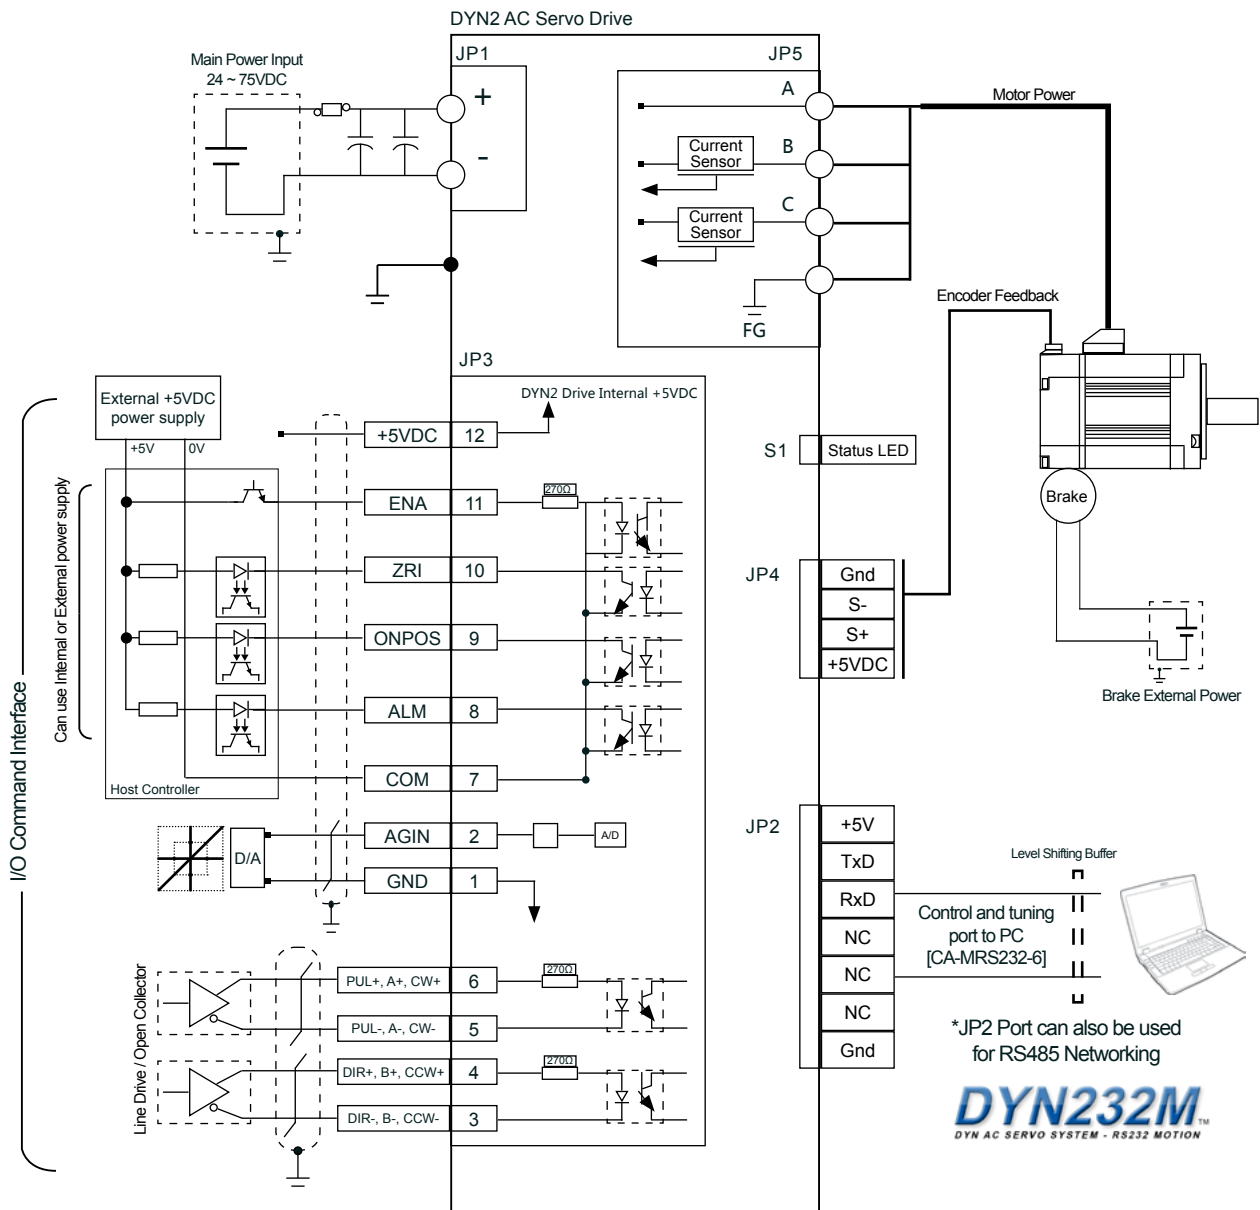 DYN2 AC Servo Drive
Main Power Input
24 ~ 75VDC
JP1
+
-
JP5
A
B
C
Current
Sensor
Current
Sensor
FG
Motor Power
Encoder Feedback
JP3
DYN2 Drive Internal +5VDC
External +5VDC
power supply
+5V
0V
+5VDC
12
ENA
11
270Ω
ZRI
10
ONPOS
9
ALM
8
COM
7
Host Controller
Can use Internal or External power supply
I/O Command Interface
D/A
AGIN
2
A/D
GND
1
Line Drive / Open Collector
PUL+, A+, CW+
6
270Ω
PUL-, A-, CW-
5
DIR+, B+, CCW+
4
270Ω
DIR-, B-, CCW-
3
S1
Status LED
Brake
JP4
Gnd
S-
S+
+5VDC
Brake External Power
JP2
+5V
TxD
RxD
NC
NC
NC
Gnd
Level Shifting Buffer
Control and tuning
port to PC
[CA-MRS232-6]
*JP2 Port can also be used
for RS485 Networking
DYN232M TM
DYN AC SERVO SYSTEM - RS232 MOTION